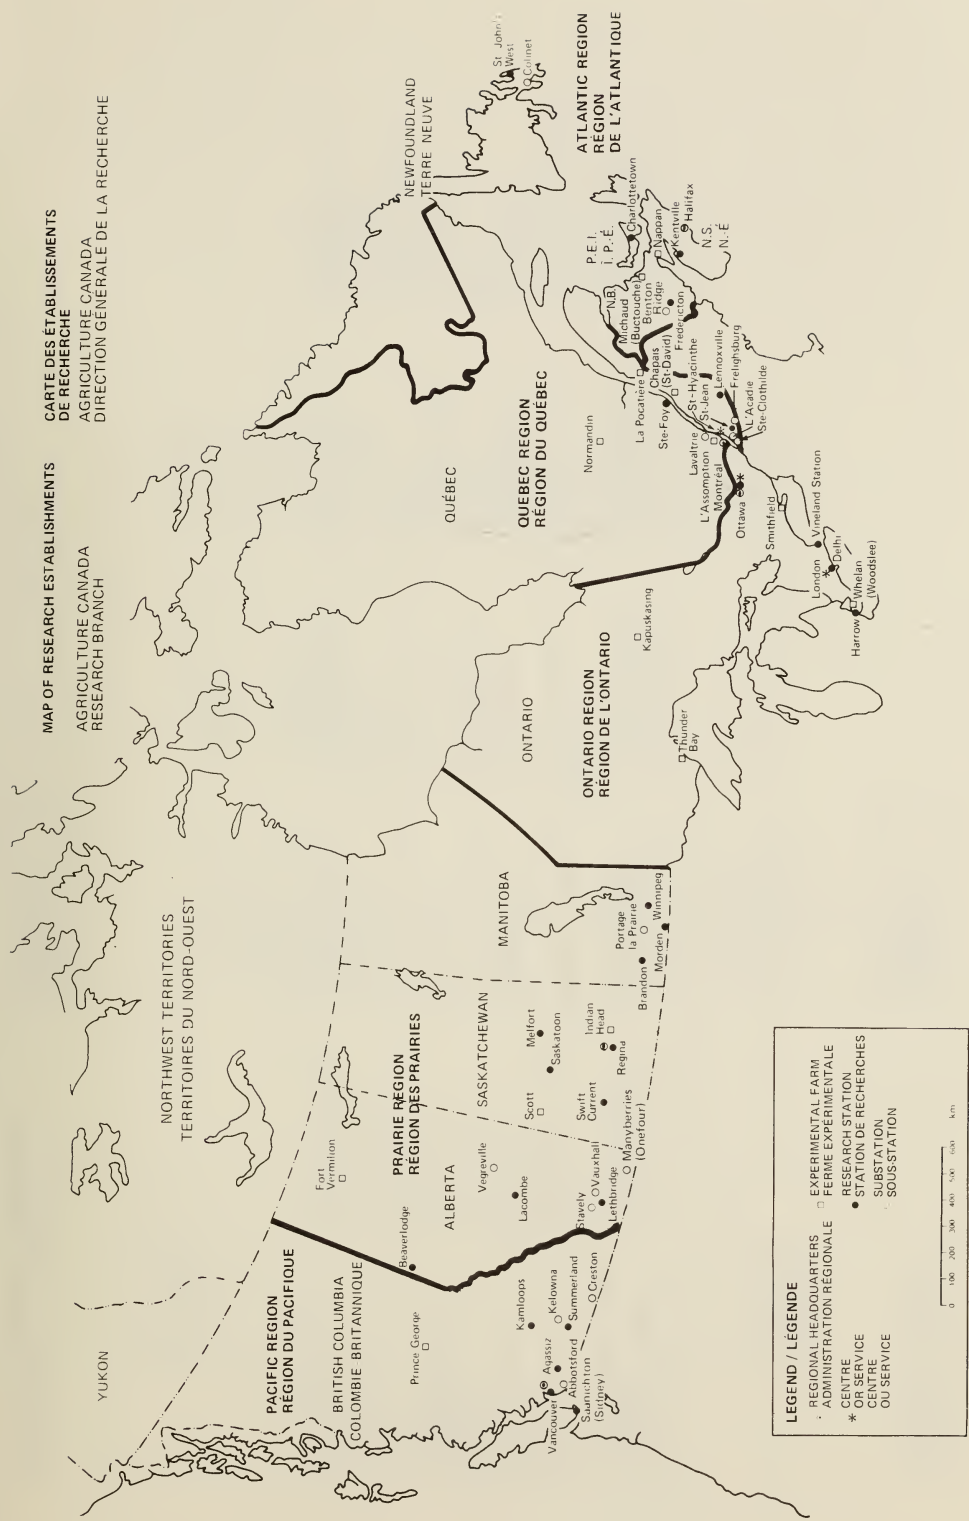 MAP OF RESEARCH ESTABLISHMENTS
AGRICULTURE CANADA
RESEARCH BRANCH
CARTE DES ÉTABLISSEMENTS
DE RECHERCHE
AGRICULTURE CANADA
DIRECTION GÉNÉRALE DE LA RECHERCHE
YUKON
NORTHWEST TERRITORIES
TERRITOIRES DU NORD-OUEST
PACIFIC REGION
RÉGION DU PACIFIQUE
BRITISH COLUMBIA
COLOMBIE BRITANNIQUE
Prince George
Kamloops
Kelowna
Summerland
Creston
Agassiz
Abbotsford
Vancouver
Saanichton
(Sidney)
PRAIRIE REGION
RÉGION DES PRAIRIES
ALBERTA
Fort
Vermilion
Beaverlodge
Vegreville
Lacombe
Stavely
Vauxhall
Lethbridge
Manyberries
(Onefour)
SASKATCHEWAN
Scott
Melfort
Saskatoon
Swift
Current
Indian
Head
Regina
MANITOBA
Brandon
Portage
la Prairie
Morden
Winnipeg
ONTARIO
ONTARIO REGION
RÉGION DE L'ONTARIO
Thunder
Bay
Kapuskasing
Harrow
Whelan
(Woodslee)
London
Delhi
Vineland Station
Smithfield
Ottawa
QUÉBEC
QUEBEC REGION
RÉGION DU QUÉBEC
Normandin
La Pocatière
Ste-Foy
Chapais
(St-David)
Lavaltrie
L'Assomption
Montréal
St-Hyacinthe
St-Jean
Lennoxville
Frelighsburg
L'Acadie
Ste-Clothilde
NEWFOUNDLAND
TERRE NEUVE
St John's
West
Colinet
ATLANTIC REGION
RÉGION
DE L'ATLANTIQUE
N.B.
Michaud
(Buctouche)
Benton
Ridge
Fredericton
P.E.I.
Î.P.-É.
Charlottetown
Nappan
Kentville
Halifax
N.S.
N.-É.
LEGEND / LÉGENDE
REGIONAL HEADQUARTERS
ADMINISTRATION RÉGIONALE
* CENTRE
OR SERVICE
CENTRE
OU SERVICE
□ EXPERIMENTAL FARM
FERME EXPÉRIMENTALE
● RESEARCH STATION
STATION DE RECHERCHES
SUBSTATION
SOUS-STATION
0 100 200 300 400 500 600 km